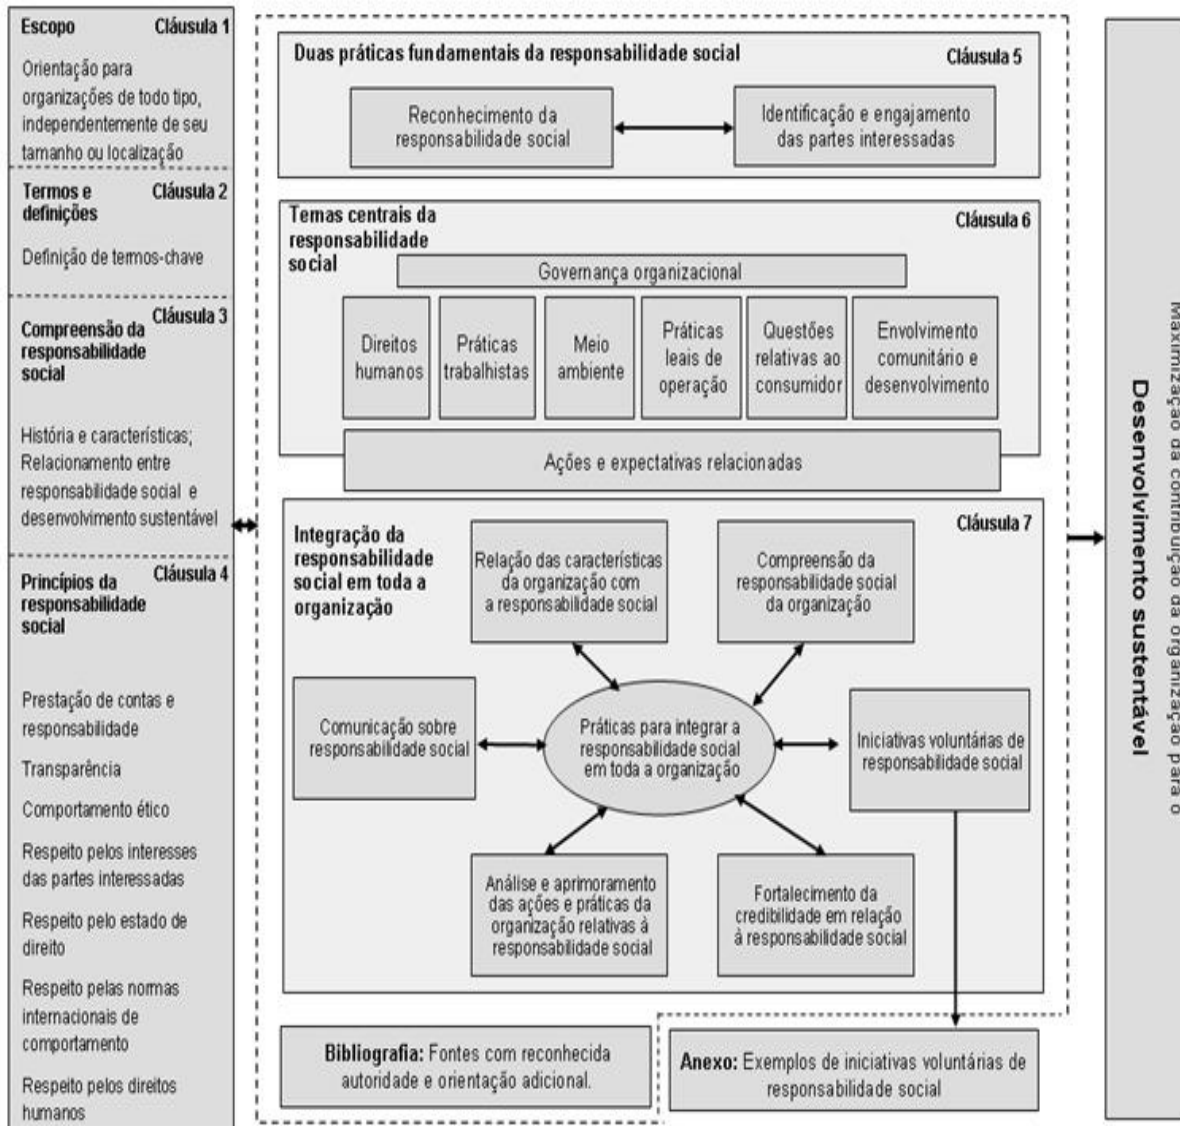 Escopo Cláusula 1
Orientação para
organizações de todo tipo,
independentemente de seu
tamanho ou localização
Termos e Cláusula 2
definições
Definição de termos-chave
Cláusula 3
Compreensão da
responsabilidade
social
História e características;
Relacionamento entre
responsabilidade social e
desenvolvimento sustentável
Princípios da Cláusula 4
responsabilidade
social
Prestação de contas e
responsabilidade
Transparência
Comportamento ético
Respeito pelos interesses
das partes interessadas
Respeito pelo estado de
direito
Respeito pelas normas
internacionais de
comportamento
Respeito pelos direitos
humanos
Duas práticas fundamentais da responsabilidade social Cláusula 5
Reconhecimento da
responsabilidade social
Identificação e engajamento
das partes interessadas
Temas centrais da Cláusula 6
responsabilidade
social
Governança organizacional
Direitos
humanos
Práticas
trabalhistas
Meio
ambiente
Práticas
leais de
operação
Questões
relativas ao
consumidor
Envolvimento
comunitário e
desenvolvimento
Ações e expectativas relacionadas
Integração da Cláusula 7
responsabilidade
social em toda a
organização
Relação das características
da organização com
a responsabilidade social
Compreensão da
responsabilidade social
da organização
Comunicação sobre
responsabilidade social
Práticas para integrar a
responsabilidade social
em toda a organização
Iniciativas voluntárias de
responsabilidade social
Análise e aprimoramento
das ações e práticas da
organização relativas à
responsabilidade social
Fortalecimento da
credibilidade em relação
à responsabilidade social
Bibliografia: Fontes com reconhecida
autoridade e orientação adicional.
Anexo: Exemplos de iniciativas voluntárias de
responsabilidade social
Maximização da contribuição da organização para o
Desenvolvimento sustentável